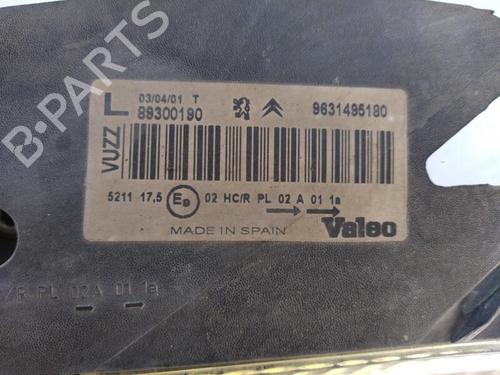 L 03/04/01 T
89300190 9631495180
VUZZ
5211 17,5 E9 02 HC/R PL 02 A 01 1a
MADE IN SPAIN Valeo
R PL 02A 01 1a
B-PARTS